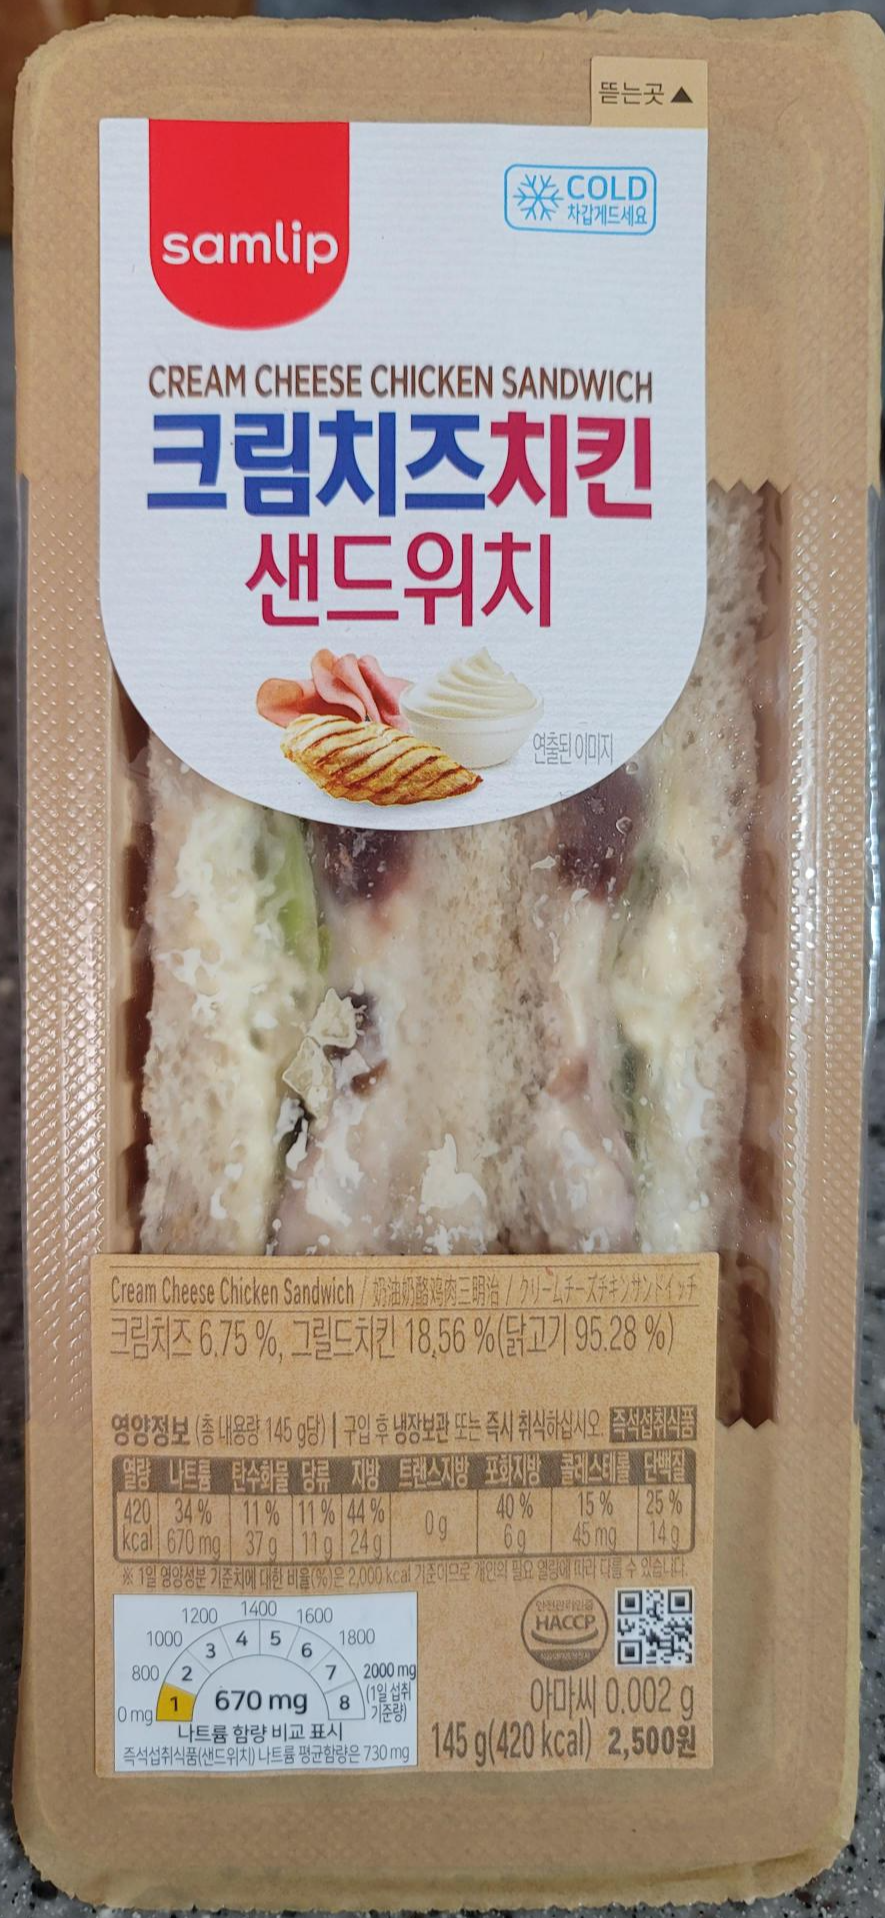 뜯는곳▲
COLD
차갑게드세요
samlip
CREAM CHEESE CHICKEN SANDWICH
크림치즈치킨
샌드위치
연출된 이미지
Cream Cheese Chicken Sandwich / 奶油奶酪鸡肉三明治 / クリームチーズチキンサンドイッチ
크림치즈 6.75 %, 그릴드치킨 18.56 %(닭고기 95.28 %)
영양정보 (총 내용량 145 g당) | 구입 후 냉장보관 또는 즉시 취식하십시오. 즉석섭취식품
열량 나트륨 탄수화물 당류 지방 트랜스지방 포화지방 콜레스테롤 단백질
420 34 % 11 % 11 % 44 % 0 g 40 % 15 % 25 %
kcal 670 mg 37 g 11 g 24 g 6 g 45 mg 14 g
※ 1일 영양성분 기준치에 대한 비율(%)은 2,000 kcal 기준이므로 개인의 필요 열량에 따라 다를 수 있습니다.
0 mg 800 1000 1200 1400 1600 1800 2000 mg
(1일 섭취
기준량)
1 2 3 4 5 6 7 8
670 mg
나트륨 함량 비교 표시
즉석섭취식품(샌드위치) 나트륨 평균함량은 730 mg
안전관리인증
HACCP
아마씨 0.002 g
145 g(420 kcal) 2,500원